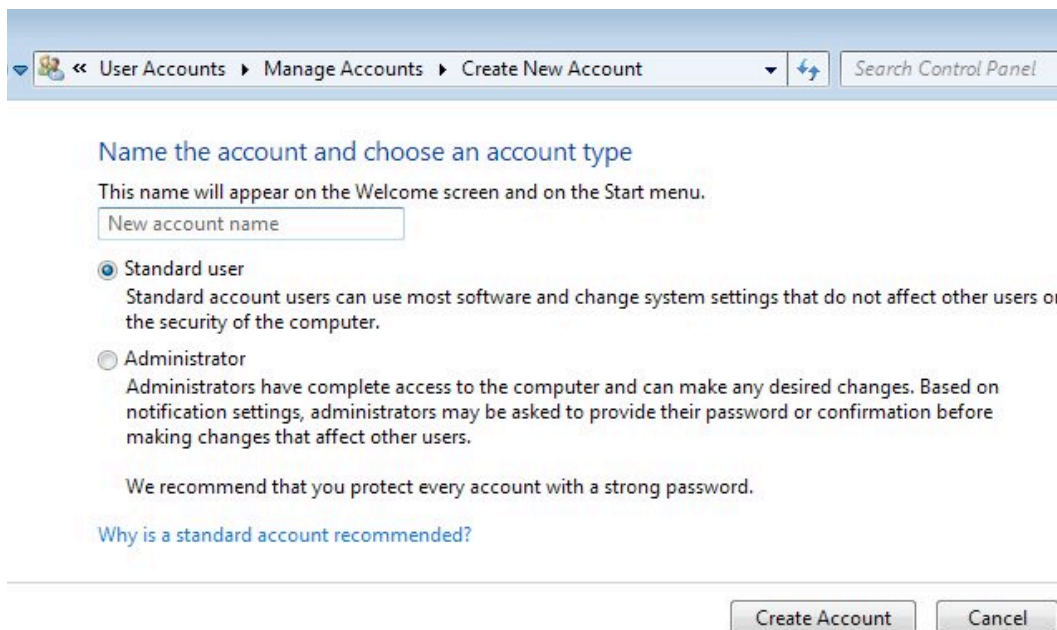 « User Accounts ▸ Manage Accounts ▸ Create New Account Search Control Panel
Name the account and choose an account type
This name will appear on the Welcome screen and on the Start menu.
New account name
Standard user
Standard account users can use most software and change system settings that do not affect other users or
the security of the computer.
Administrator
Administrators have complete access to the computer and can make any desired changes. Based on
notification settings, administrators may be asked to provide their password or confirmation before
making changes that affect other users.
We recommend that you protect every account with a strong password.
Why is a standard account recommended?
Create Account Cancel